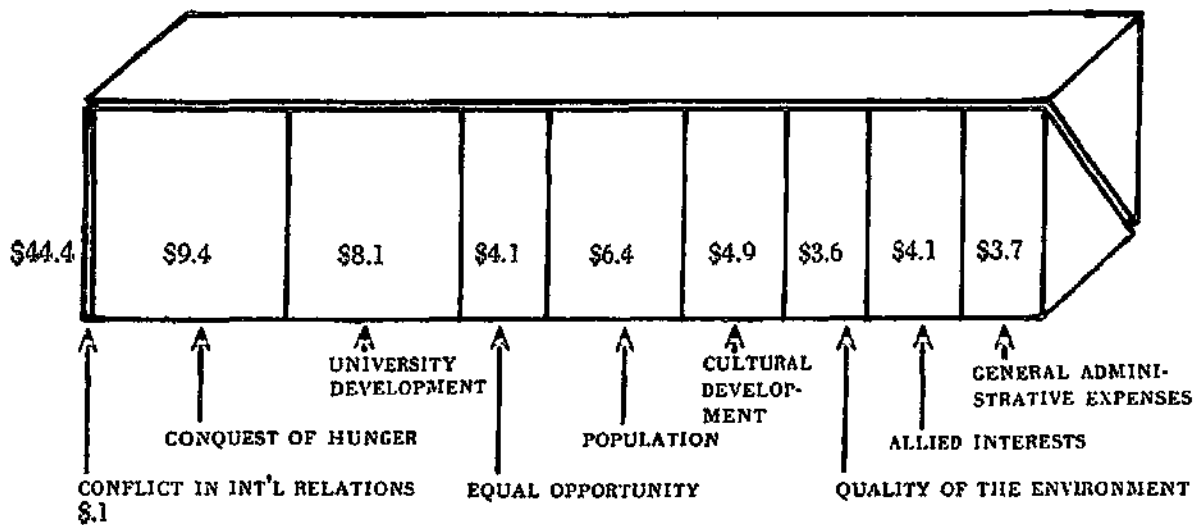 $44.4 $9.4 $8.1 $4.1 $6.4 $4.9 $3.6 $4.1 $3.7
UNIVERSITY
DEVELOPMENT
CULTURAL
DEVELOP-
MENT
GENERAL ADMINI-
STRATIVE EXPENSES
CONQUEST OF HUNGER
POPULATION
ALLIED INTERESTS
CONFLICT IN INT'L RELATIONS
$.1
EQUAL OPPORTUNITY
QUALITY OF THE ENVIRONMENT